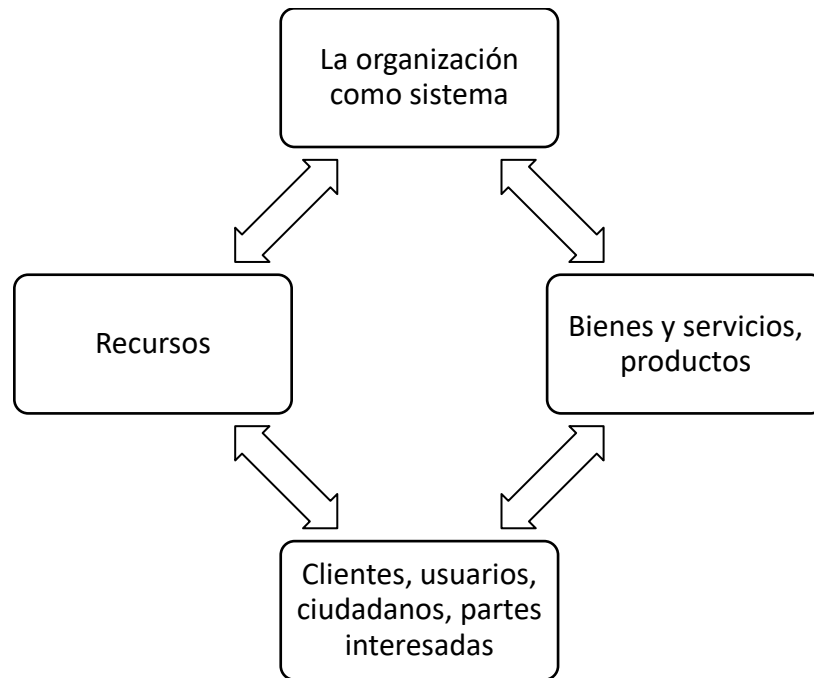 La organización
como sistema
Recursos
Bienes y servicios,
productos
Clientes, usuarios,
ciudadanos, partes
interesadas